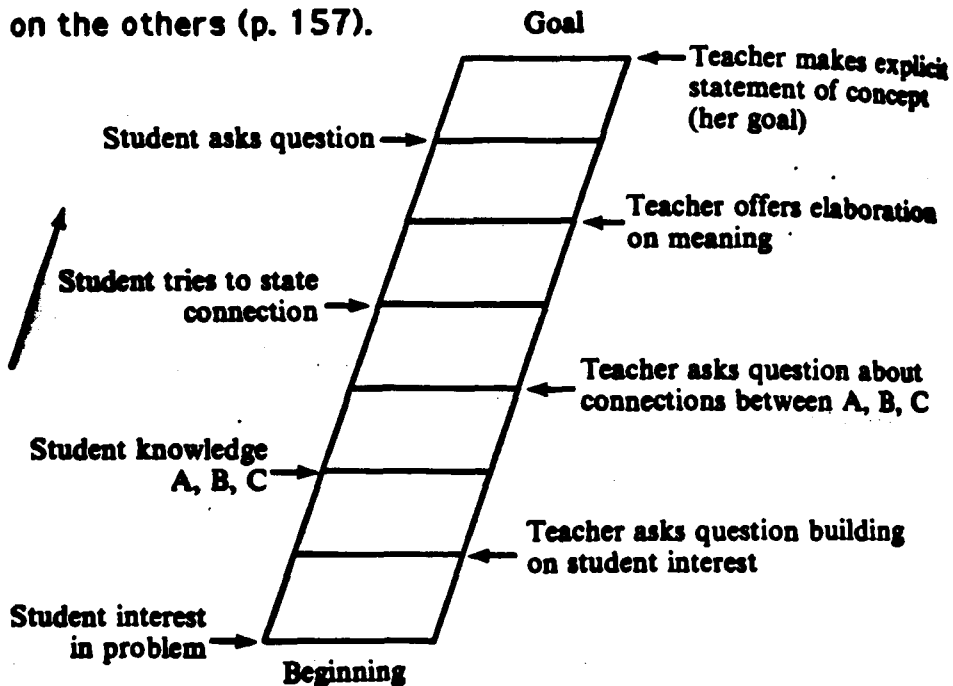 on the others (p. 157).
Goal
Teacher makes explicit
statement of concept
(her goal)
Student asks question
Teacher offers elaboration
on meaning
Student tries to state
connection
Teacher asks question about
connections between A, B, C
Student knowledge
A, B, C
Teacher asks question building
on student interest
Student interest
in problem
Beginning